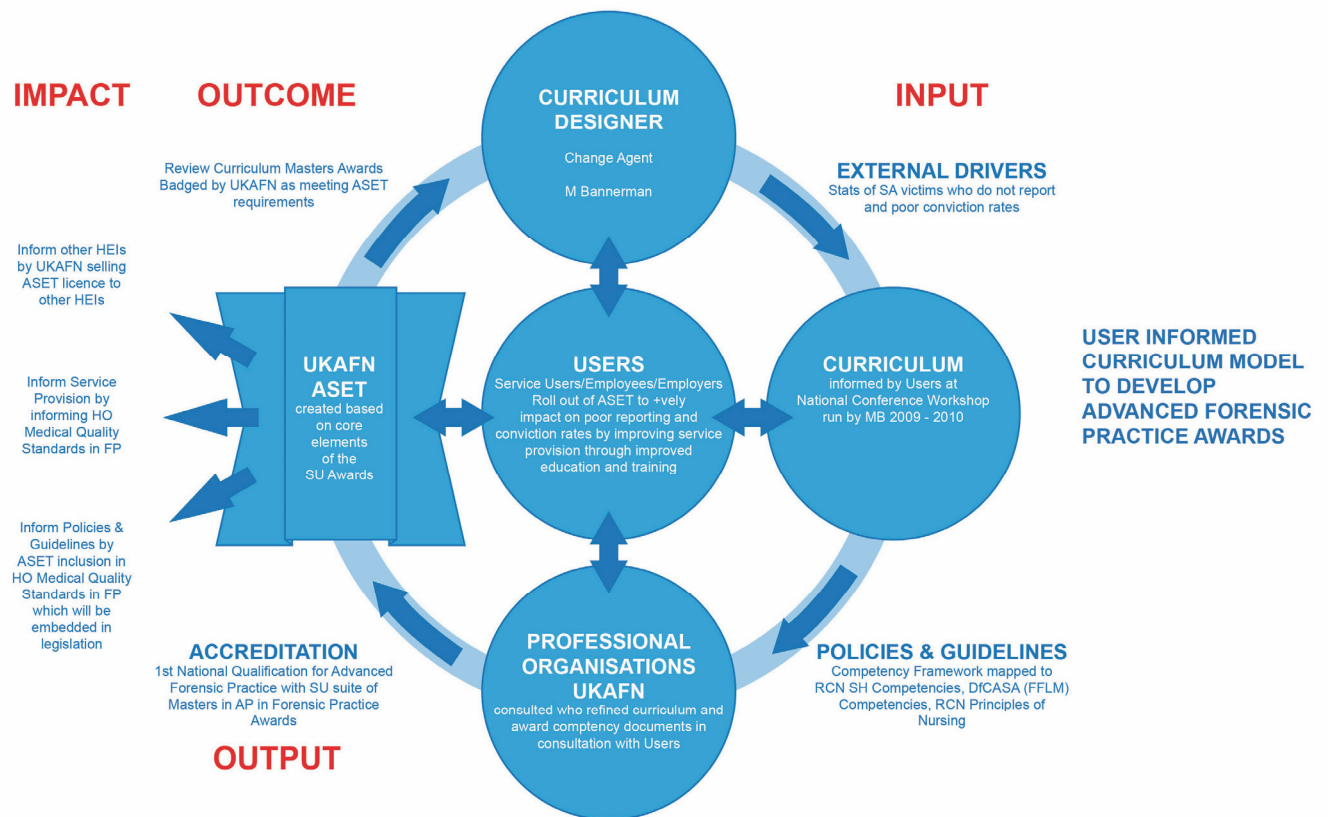 IMPACT
OUTCOME
INPUT
CURRICULUM
DESIGNER
Change Agent
M Bannerman
Review Curriculum Masters Awards
Badged by UKAFN as meeting ASET
requirements
EXTERNAL DRIVERS
Stats of SA victims who do not report
and poor conviction rates
Inform other HEIs
by UKAFN selling
ASET licence to
other HEIs
Inform Service
Provision by
informing HO
Medical Quality
Standards in FP
Inform Policies &
Guidelines by
ASET inclusion in
HO Medical Quality
Standards in FP
which will be
embedded in
legislation
UKAFN
ASET
created based
on core
elements
of the
SU Awards
USERS
Service Users/Employees/Employers
Roll out of ASET to +vely
impact on poor reporting and
conviction rates by improving service
provision through improved
education and training
CURRICULUM
informed by Users at
National Conference Workshop
run by MB 2009 - 2010
USER INFORMED
CURRICULUM MODEL
TO DEVELOP
ADVANCED FORENSIC
PRACTICE AWARDS
ACCREDITATION
1st National Qualification for Advanced
Forensic Practice with SU suite of
Masters in AP in Forensic Practice
Awards
OUTPUT
PROFESSIONAL
ORGANISATIONS
UKAFN
consulted who refined curriculum and
award comptency documents in
consultation with Users
POLICIES & GUIDELINES
Competency Framework mapped to
RCN SH Competencies, DfCASA (FFLM)
Competencies, RCN Principles of
Nursing